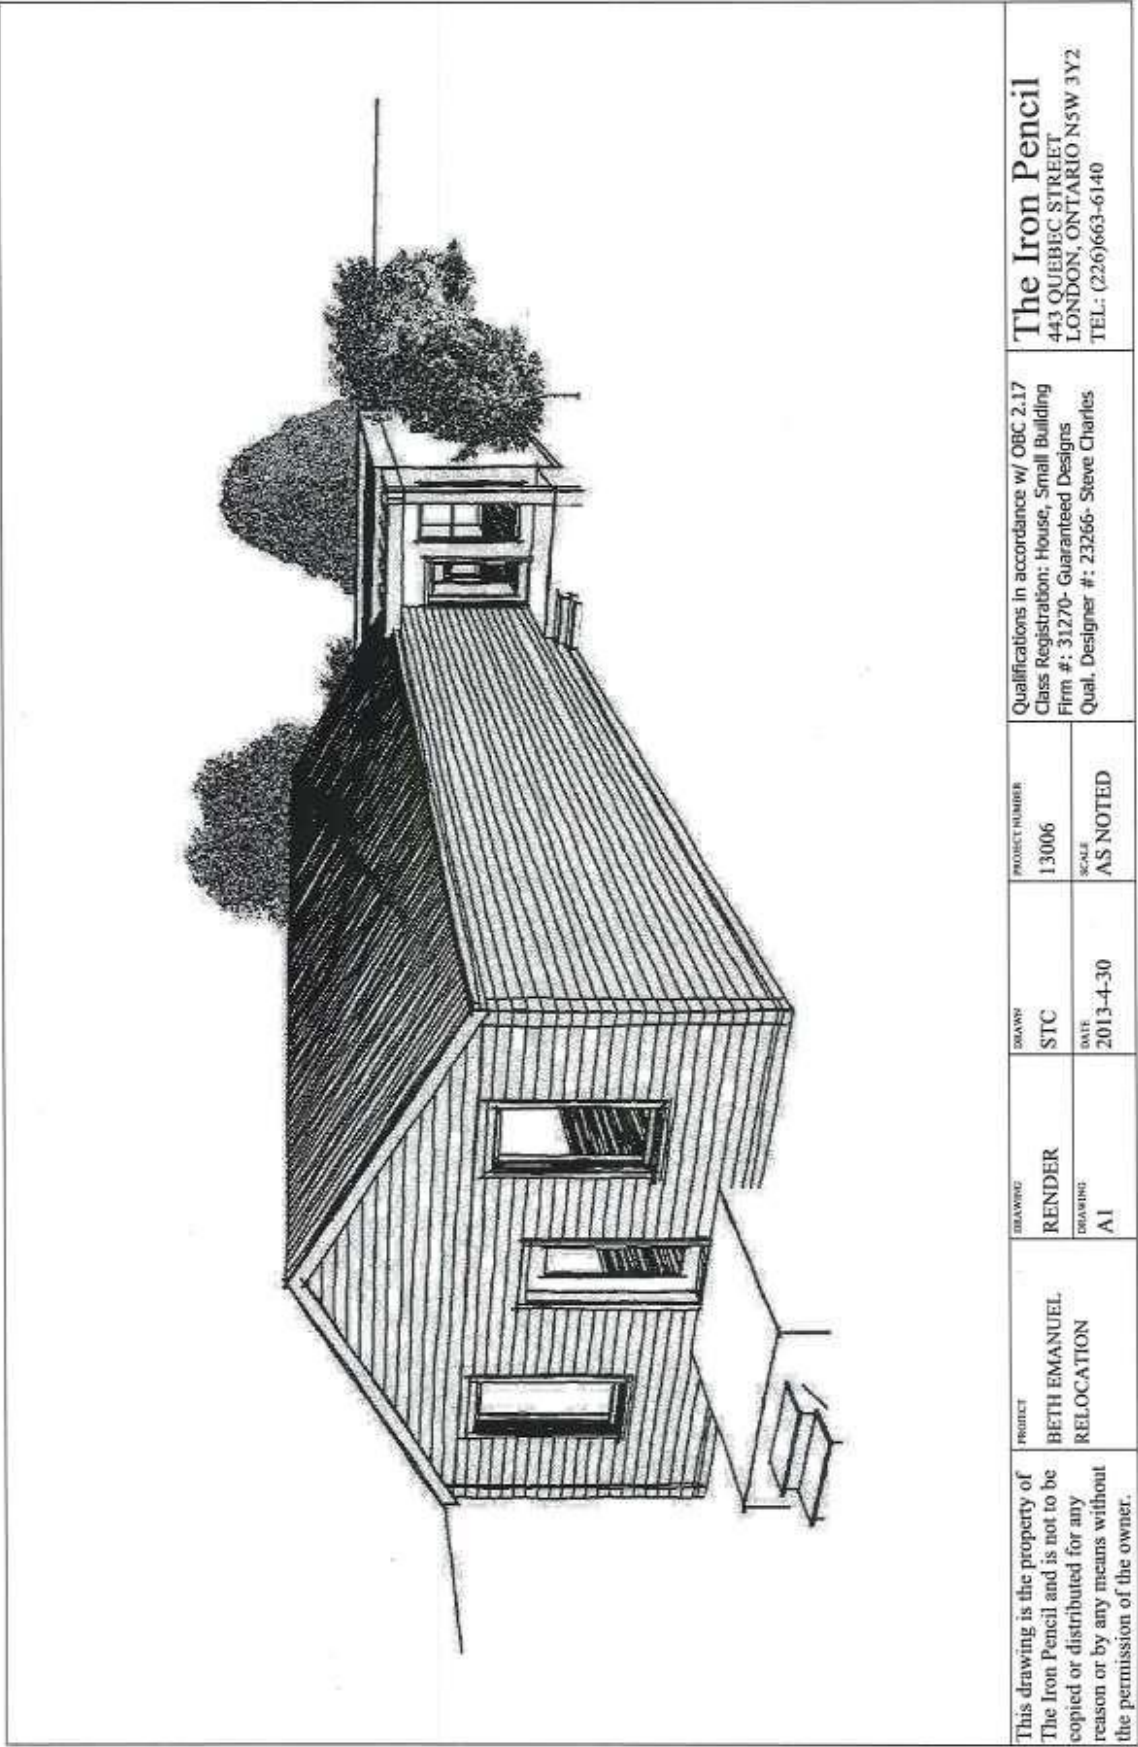 This drawing is the property of
The Iron Pencil and is not to be
copied or distributed for any
reason or by any means without
the permission of the owner.
PROJECT
BETH EMANUEL
RELOCATION
DRAWING
RENDER
DRAWING
A1
DRAWN
STC
DATE
2013-4-30
PROJECT NUMBER
13006
SCALE
AS NOTED
Qualifications in accordance w/ OBC 2.17
Class Registration: House, Small Building
Firm #: 31270- Guaranteed Designs
Qual. Designer #: 23266- Steve Charles
The Iron Pencil
443 QUEBEC STREET
LONDON, ONTARIO N5W 3Y2
TEL: (226)663-6140